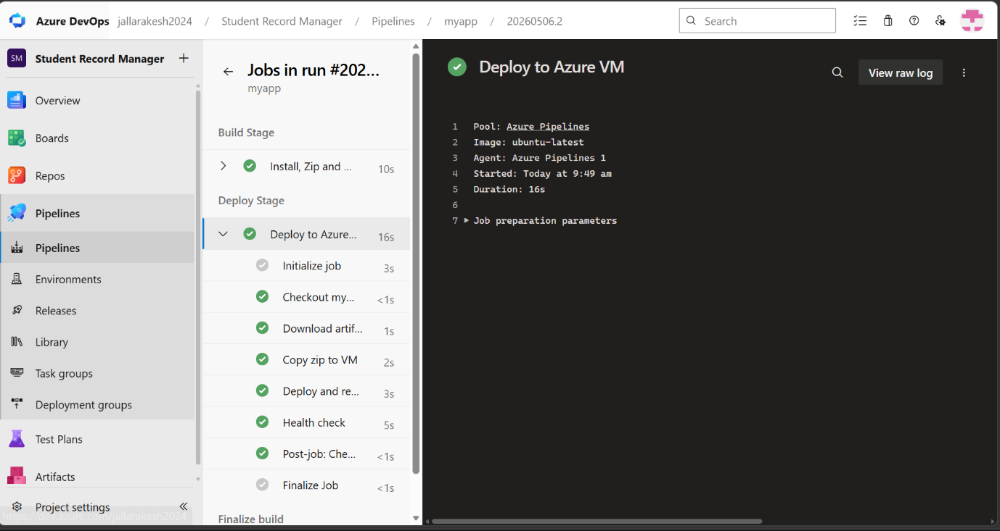 Azure DevOps jallarakesh2024 / Student Record Manager / Pipelines / myapp / 20260506.2 Search
SM Student Record Manager +
Overview
Boards
Repos
Pipelines
Pipelines
Environments
Releases
Library
Task groups
Deployment groups
Test Plans
Artifacts
Project settings
https://dev.azure.com/jallarakesh2024
Jobs in run #202...
myapp
Build Stage
Install, Zip and ... 10s
Deploy Stage
Deploy to Azure... 16s
Initialize job 3s
Checkout my... <1s
Download artif... 1s
Copy zip to VM 2s
Deploy and re... 3s
Health check 5s
Post-job: Che... <1s
Finalize Job <1s
Finalize build
Deploy to Azure VM
View raw log
1 Pool: Azure Pipelines
2 Image: ubuntu-latest
3 Agent: Azure Pipelines 1
4 Started: Today at 9:49 am
5 Duration: 16s
6
7 Job preparation parameters